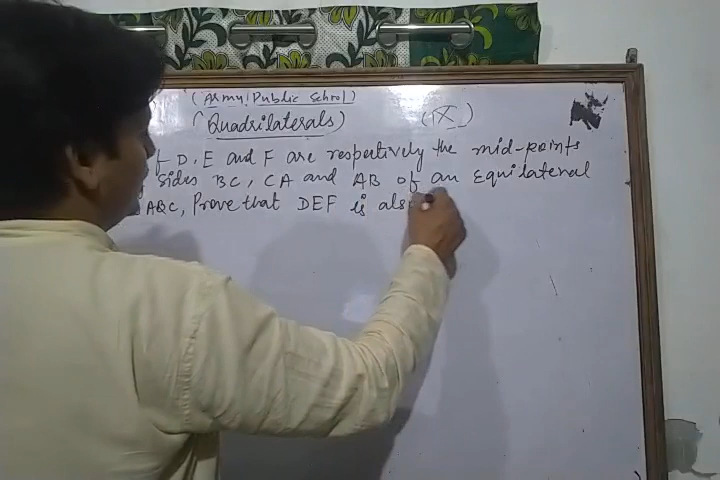 (Army Public School)
(Quadrilaterals) (IX)
D, E and F are respectively the mid-points
sides BC, CA and AB of an Equilateral
ABC, Prove that DEF is also